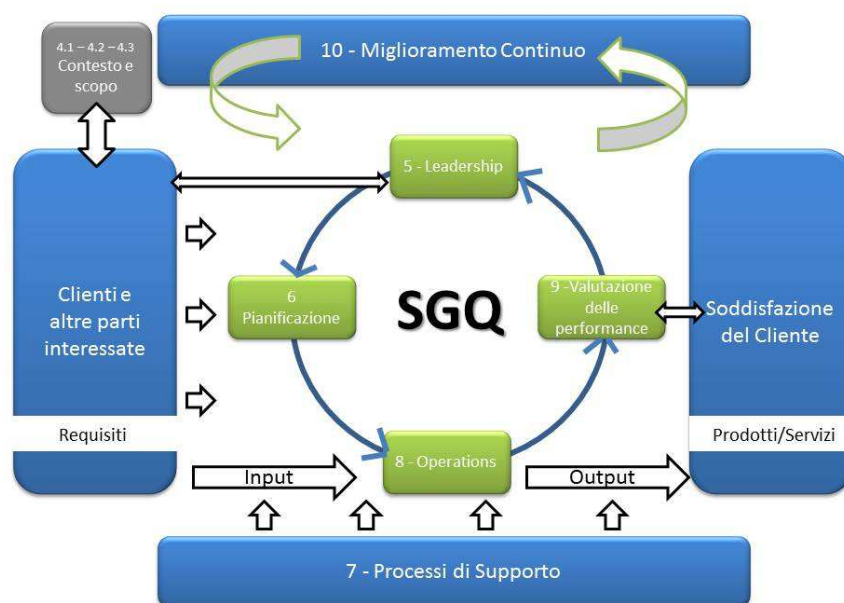 4.1 – 4.2 – 4.3
Contesto e
scopo
10 - Miglioramento Continuo
5 - Leadership
Clienti e
altre parti
interessate
6
Pianificazione
SGQ
9 -Valutazione
delle
performance
Soddisfazione
del Cliente
Requisiti
Prodotti/Servizi
8 - Operations
Input
Output
7 - Processi di Supporto